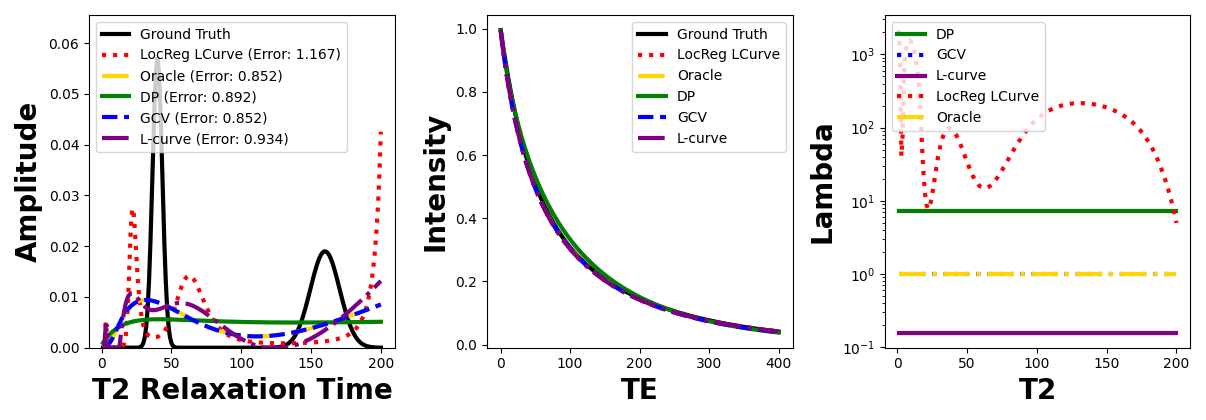 Amplitude
0.06
0.05
0.04
0.03
0.02
0.01
0.00
Ground Truth
LocReg LCurve (Error: 1.167)
Oracle (Error: 0.852)
DP (Error: 0.892)
GCV (Error: 0.852)
L-curve (Error: 0.934)
0 50 100 150 200
T2 Relaxation Time
Intensity
1.0
0.8
0.6
0.4
0.2
0.0
Ground Truth
LocReg LCurve
Oracle
DP
GCV
L-curve
0 100 200 300 400
TE
Lambda
10³
10²
10¹
10⁰
10⁻¹
DP
GCV
L-curve
LocReg LCurve
Oracle
0 50 100 150 200
T2